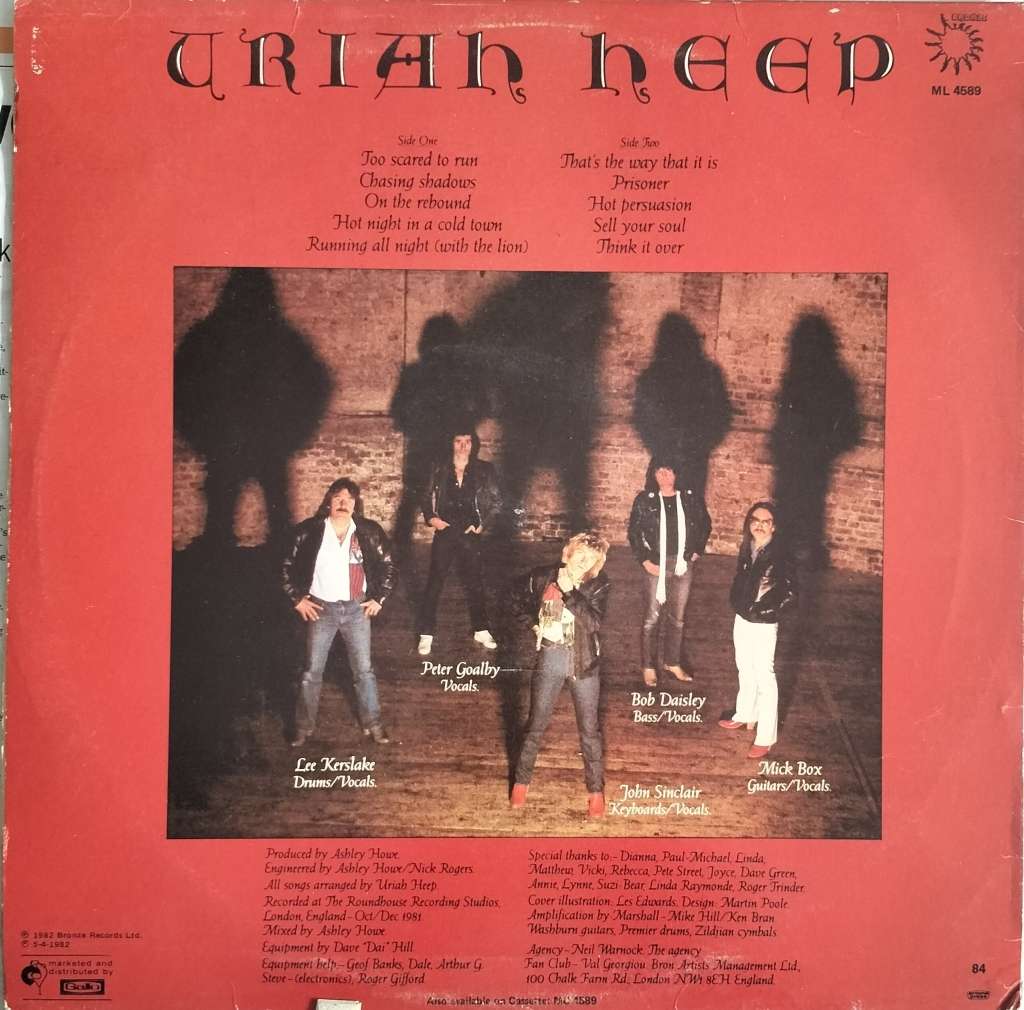 URIAH HEEP
BRONZE
ML 4589
Side One
Too scared to run
Chasing shadows
On the rebound
Hot night in a cold town
Running all night (with the lion)
Side Two
That's the way that it is
Prisoner
Hot persuasion
Sell your soul
Think it over
Peter Goalby
Vocals.
Bob Daisley
Bass/Vocals.
Lee Kerslake
Drums/Vocals.
Mick Box
Guitars/Vocals.
John Sinclair
Keyboards/Vocals.
Produced by Ashley Howe.
Engineered by Ashley Howe/Nick Rogers.
All songs arranged by Uriah Heep.
Recorded at The Roundhouse Recording Studios,
London, England-Oct/Dec 1981.
Mixed by Ashley Howe.
Equipment by Dave "Dai" Hill.
Equipment help-Geof Banks, Dale, Arthur G.
Steve-(electronics), Roger Gifford.
Special thanks to:-Dianna, Paul-Michael, Linda,
Matthew, Vicki, Rebecca, Pete Street, Joyce, Dave Green,
Annie, Lynne, Suzi-Bear, Linda Raymonde, Roger Trinder.
Cover illustration: Les Edwards. Design: Martin Poole.
Amplification by Marshall-Mike Hill/Ken Bran.
Washburn guitars, Premier drums, Zildjian cymbals.
Agency-Neil Warnock, The agency
Fan Club-Val Georgiou, Bron Artists Management Ltd.,
100 Chalk Farm Rd., London NW1 8EH England.
℗ 1982 Bronze Records Ltd.
© 5-4-1982
marketed and
distributed by
Gallo
84
Also available on Cassette: MC 4589